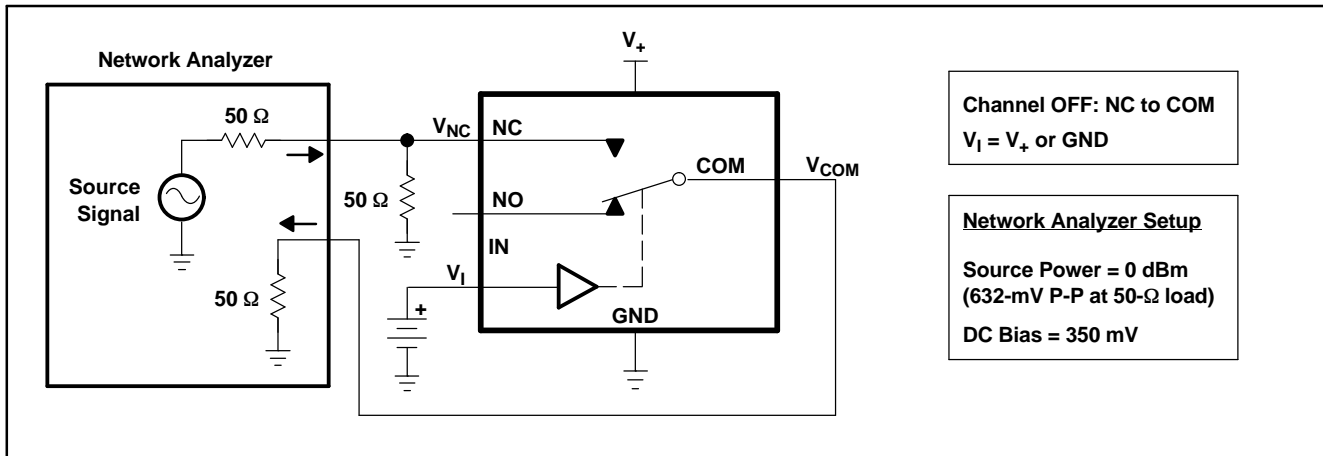 Network Analyzer
50 Ω
Source
Signal
50 Ω
50 Ω
V+
VNC
NC
NO
IN
VI
+
GND
COM
VCOM
Channel OFF: NC to COM
VI = V+ or GND
Network Analyzer Setup
Source Power = 0 dBm
(632-mV P-P at 50-Ω load)
DC Bias = 350 mV